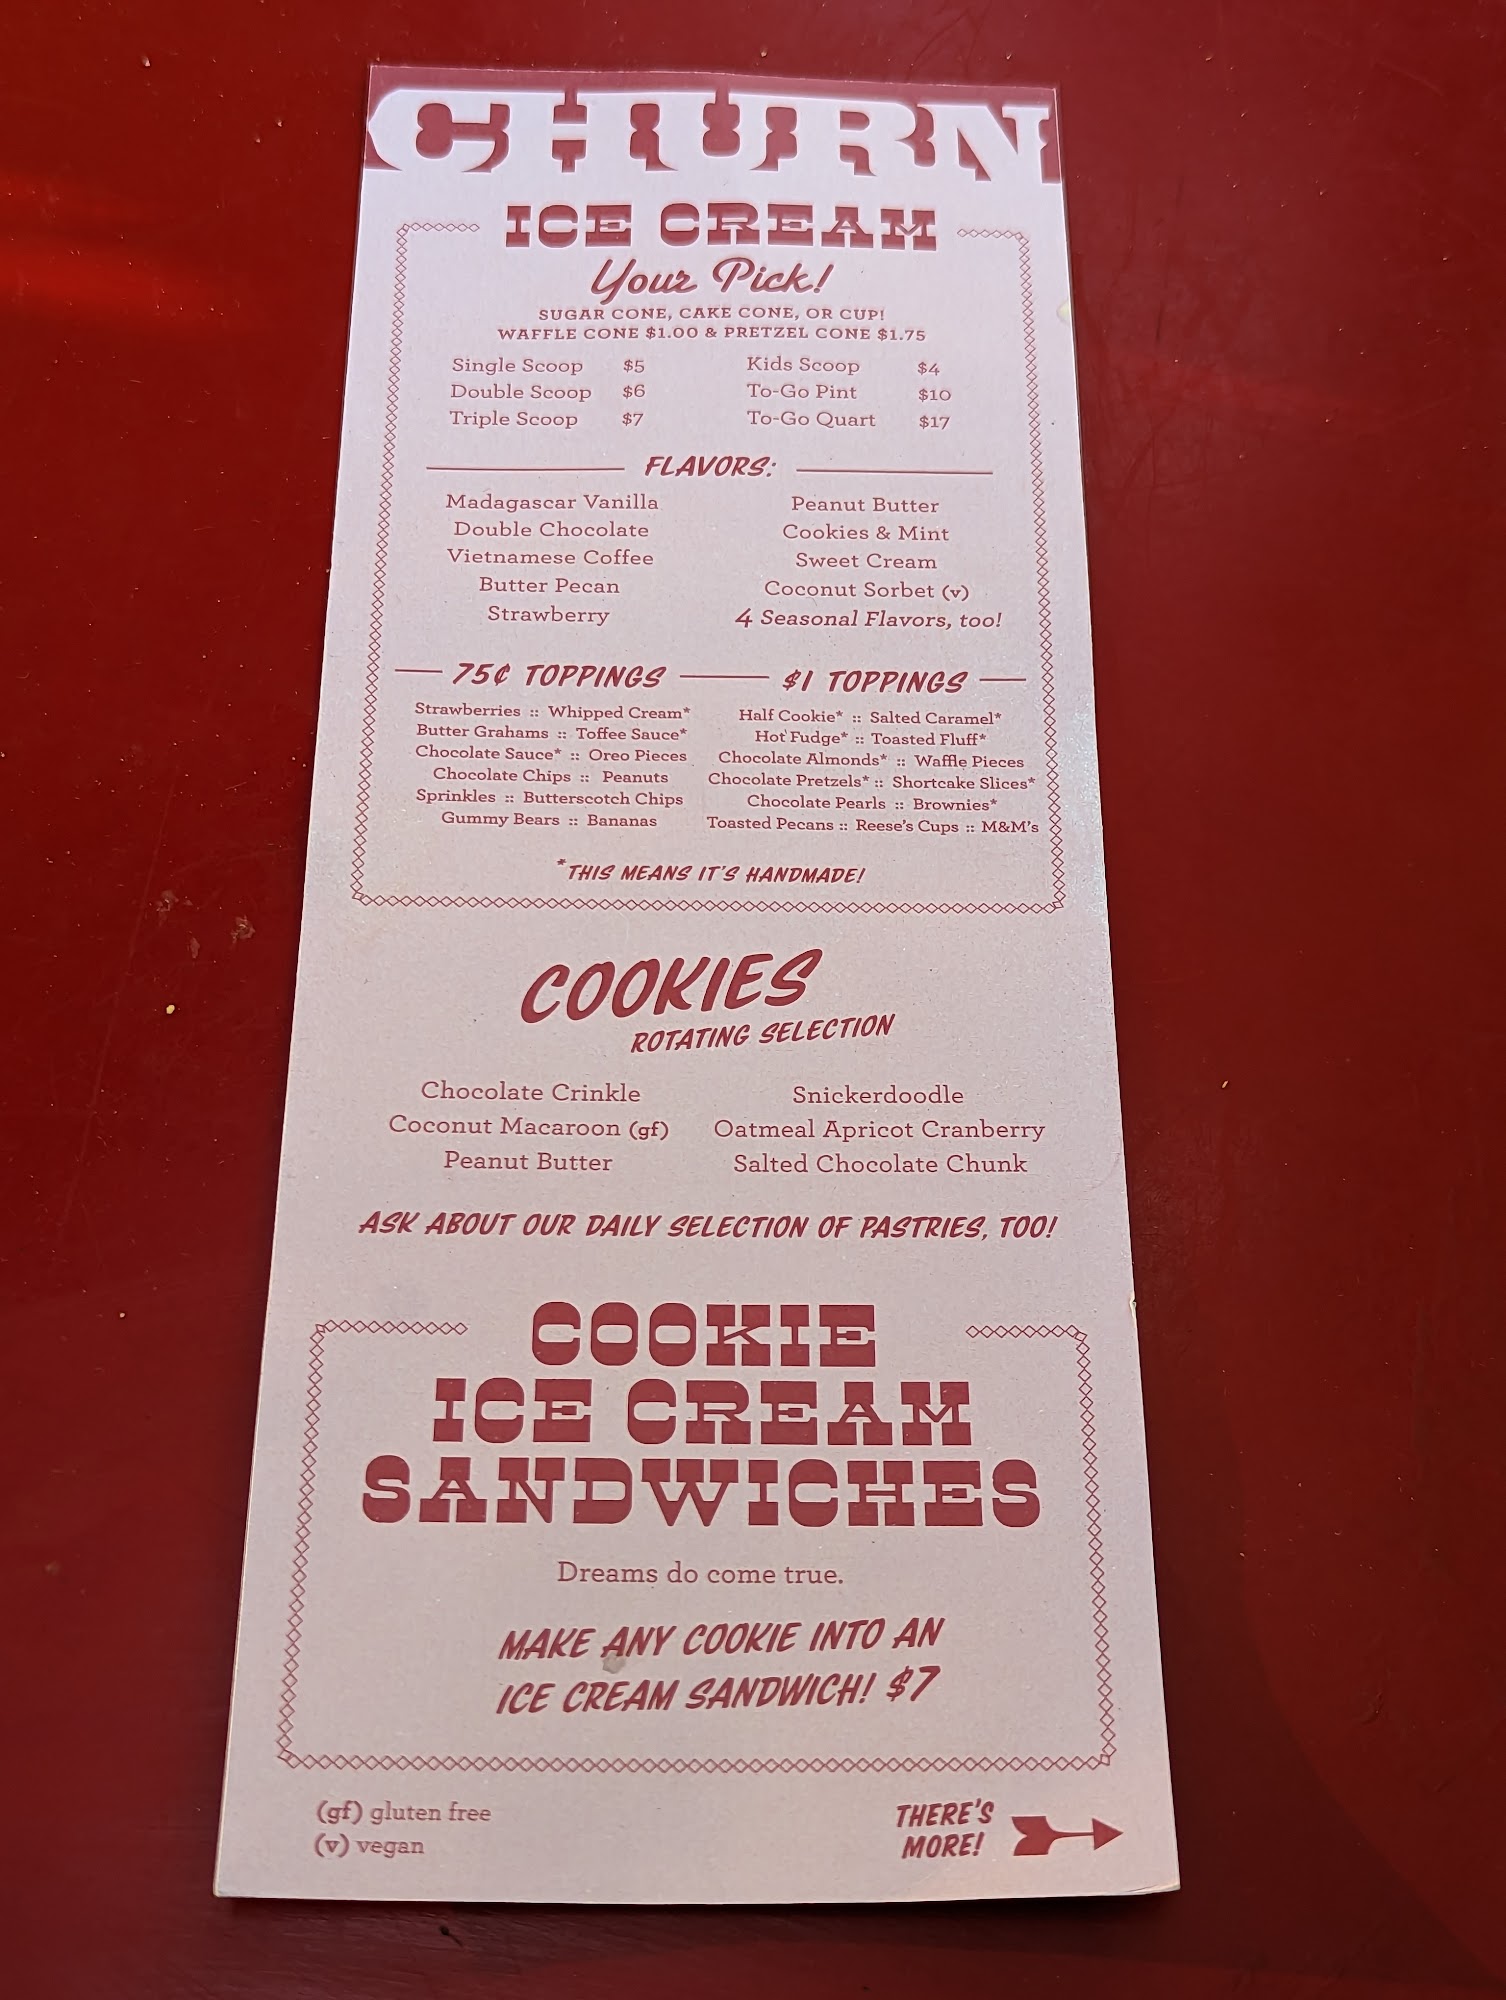 CHURN
ICE CREAM
Your Pick!
SUGAR CONE, CAKE CONE, OR CUP!
WAFFLE CONE $1.00 & PRETZEL CONE $1.75
Single Scoop $5
Double Scoop $6
Triple Scoop $7
Kids Scoop $4
To-Go Pint $10
To-Go Quart $17
FLAVORS:
Madagascar Vanilla
Double Chocolate
Vietnamese Coffee
Butter Pecan
Strawberry
Peanut Butter
Cookies & Mint
Sweet Cream
Coconut Sorbet (v)
4 Seasonal Flavors, too!
75¢ TOPPINGS
Strawberries :: Whipped Cream*
Butter Grahams :: Toffee Sauce*
Chocolate Sauce* :: Oreo Pieces
Chocolate Chips :: Peanuts
Sprinkles :: Butterscotch Chips
Gummy Bears :: Bananas
$1 TOPPINGS
Half Cookie* :: Salted Caramel*
Hot Fudge* :: Toasted Fluff*
Chocolate Almonds* :: Waffle Pieces
Chocolate Pretzels* :: Shortcake Slices*
Chocolate Pearls :: Brownies*
Toasted Pecans :: Reese's Cups :: M&M's
*THIS MEANS IT'S HANDMADE!
COOKIES
ROTATING SELECTION
Chocolate Crinkle
Coconut Macaroon (gf)
Peanut Butter
Snickerdoodle
Oatmeal Apricot Cranberry
Salted Chocolate Chunk
ASK ABOUT OUR DAILY SELECTION OF PASTRIES, TOO!
COOKIE
ICE CREAM
SANDWICHES
Dreams do come true.
MAKE ANY COOKIE INTO AN
ICE CREAM SANDWICH! $7
(gf) gluten free
(v) vegan
THERE'S
MORE!